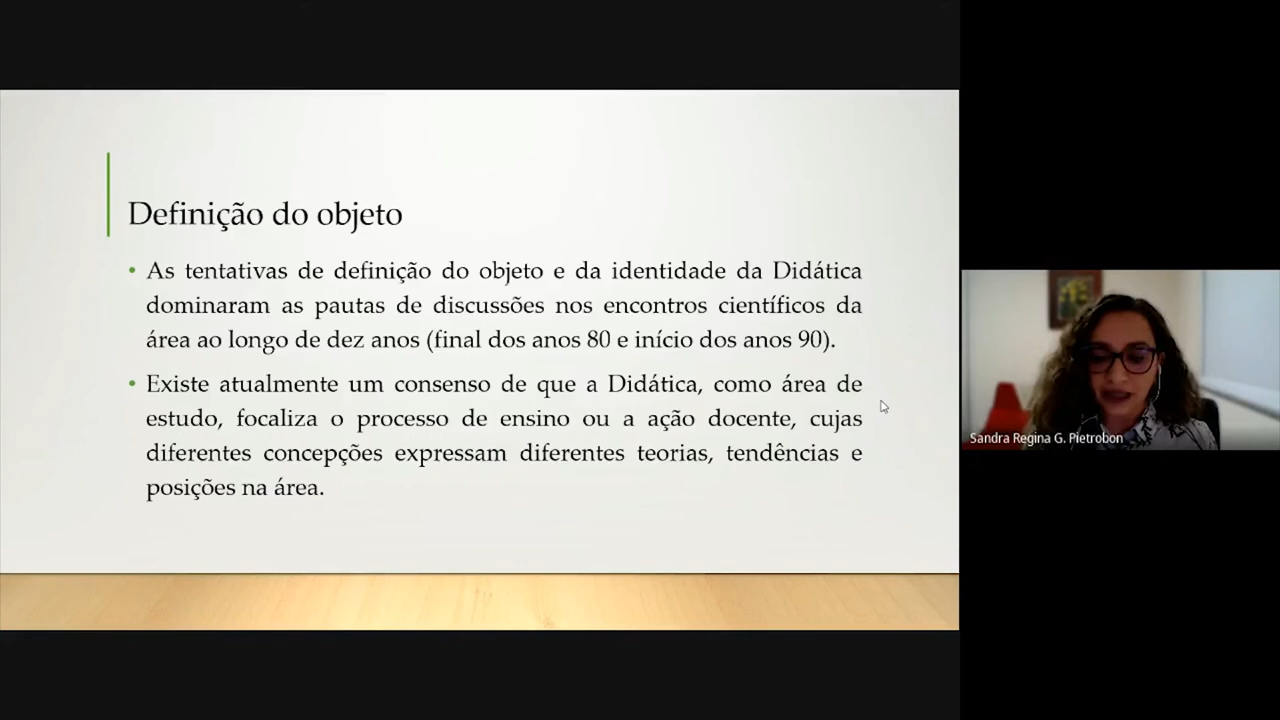 Definição do objeto
• As tentativas de definição do objeto e da identidade da Didática
dominaram as pautas de discussões nos encontros científicos da
área ao longo de dez anos (final dos anos 80 e início dos anos 90).
• Existe atualmente um consenso de que a Didática, como área de
estudo, focaliza o processo de ensino ou a ação docente, cujas
diferentes concepções expressam diferentes teorias, tendências e
posições na área.
Sandra Regina G. Pietrobon